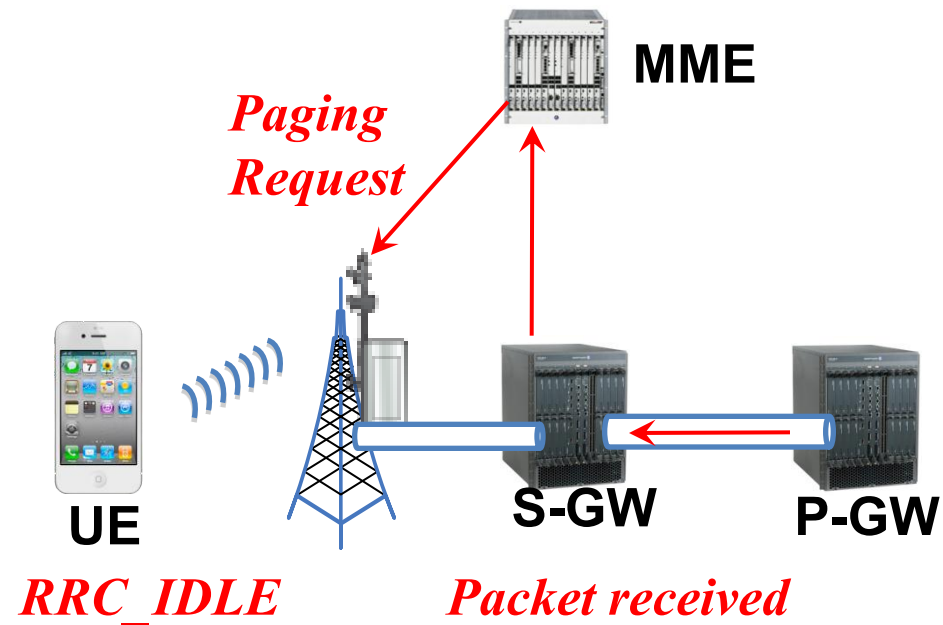 MME
Paging
Request
UE
S-GW
P-GW
RRC_IDLE
Packet received